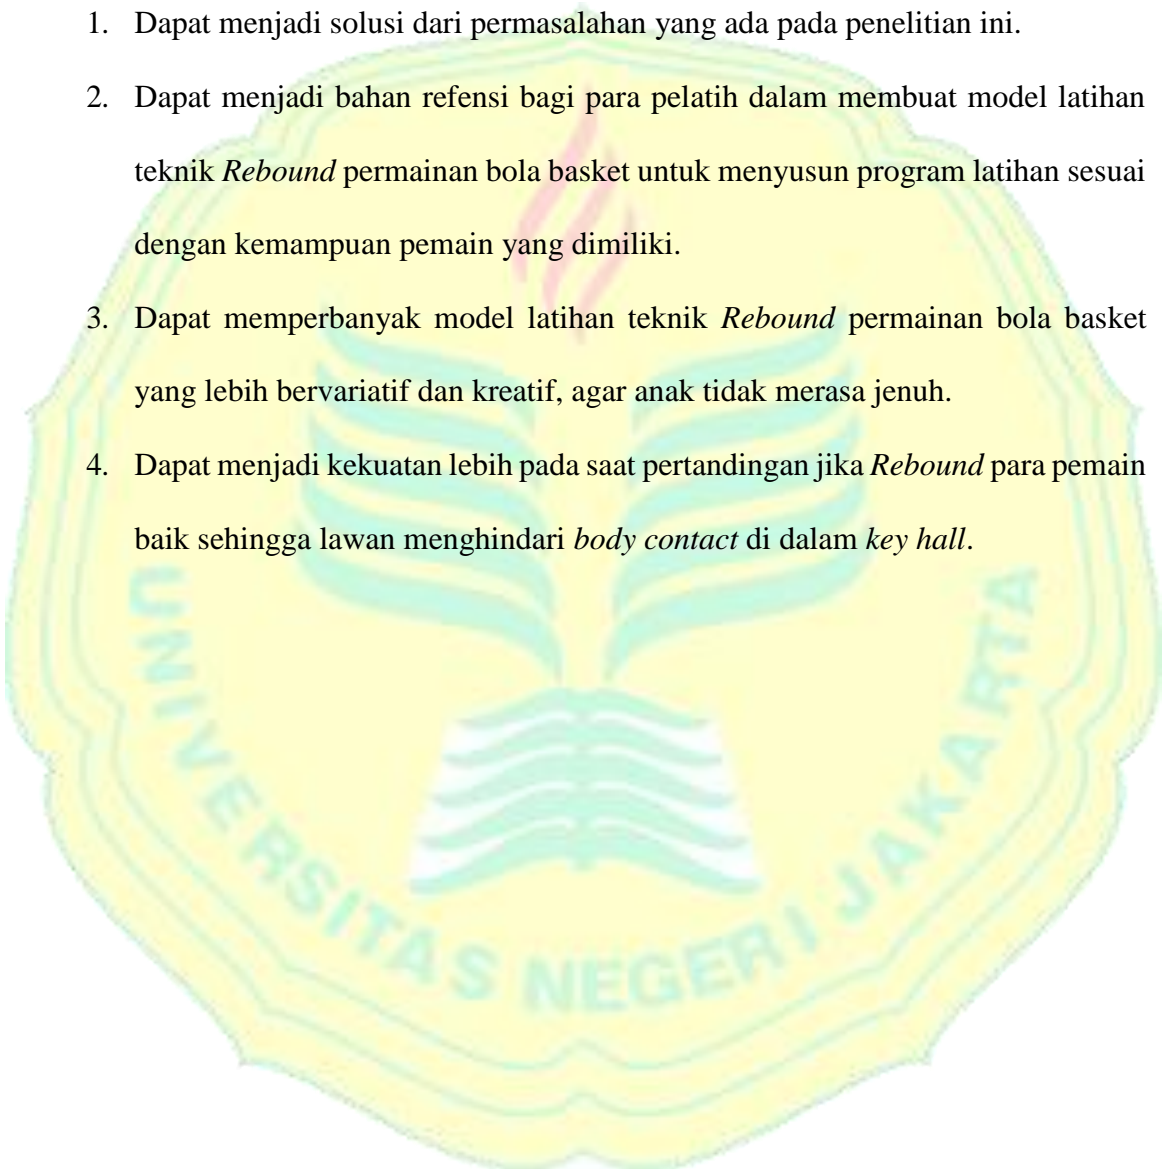 1. Dapat menjadi solusi dari permasalahan yang ada pada penelitian ini.
2. Dapat menjadi bahan refensi bagi para pelatih dalam membuat model latihan
teknik Rebound permainan bola basket untuk menyusun program latihan sesuai
dengan kemampuan pemain yang dimiliki.
3. Dapat memperbanyak model latihan teknik Rebound permainan bola basket
yang lebih bervariatif dan kreatif, agar anak tidak merasa jenuh.
4. Dapat menjadi kekuatan lebih pada saat pertandingan jika Rebound para pemain
baik sehingga lawan menghindari body contact di dalam key hall.
UNIVERSITAS NEGERI JAKARTA